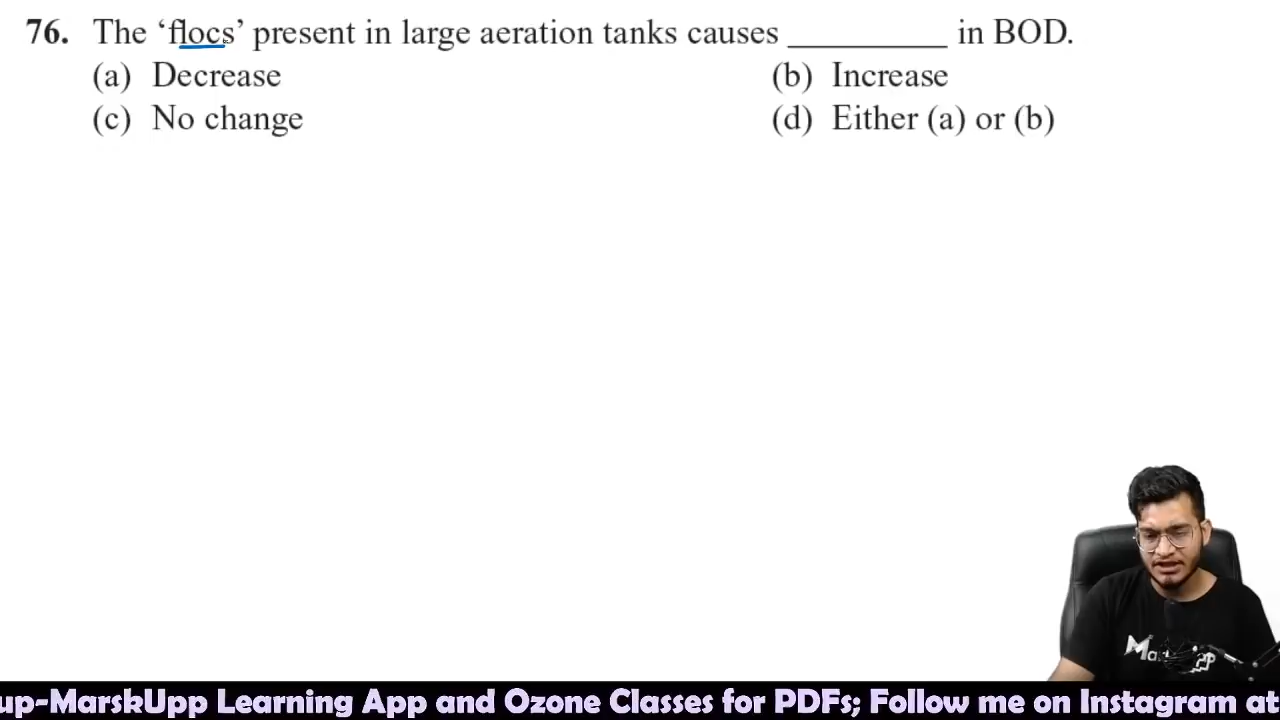 76. The ‘flocs’ present in large aeration tanks causes __________ in BOD.
(a) Decrease (b) Increase
(c) No change (d) Either (a) or (b)
up-MarskUpp Learning App and Ozone Classes for PDFs; Follow me on Instagram at